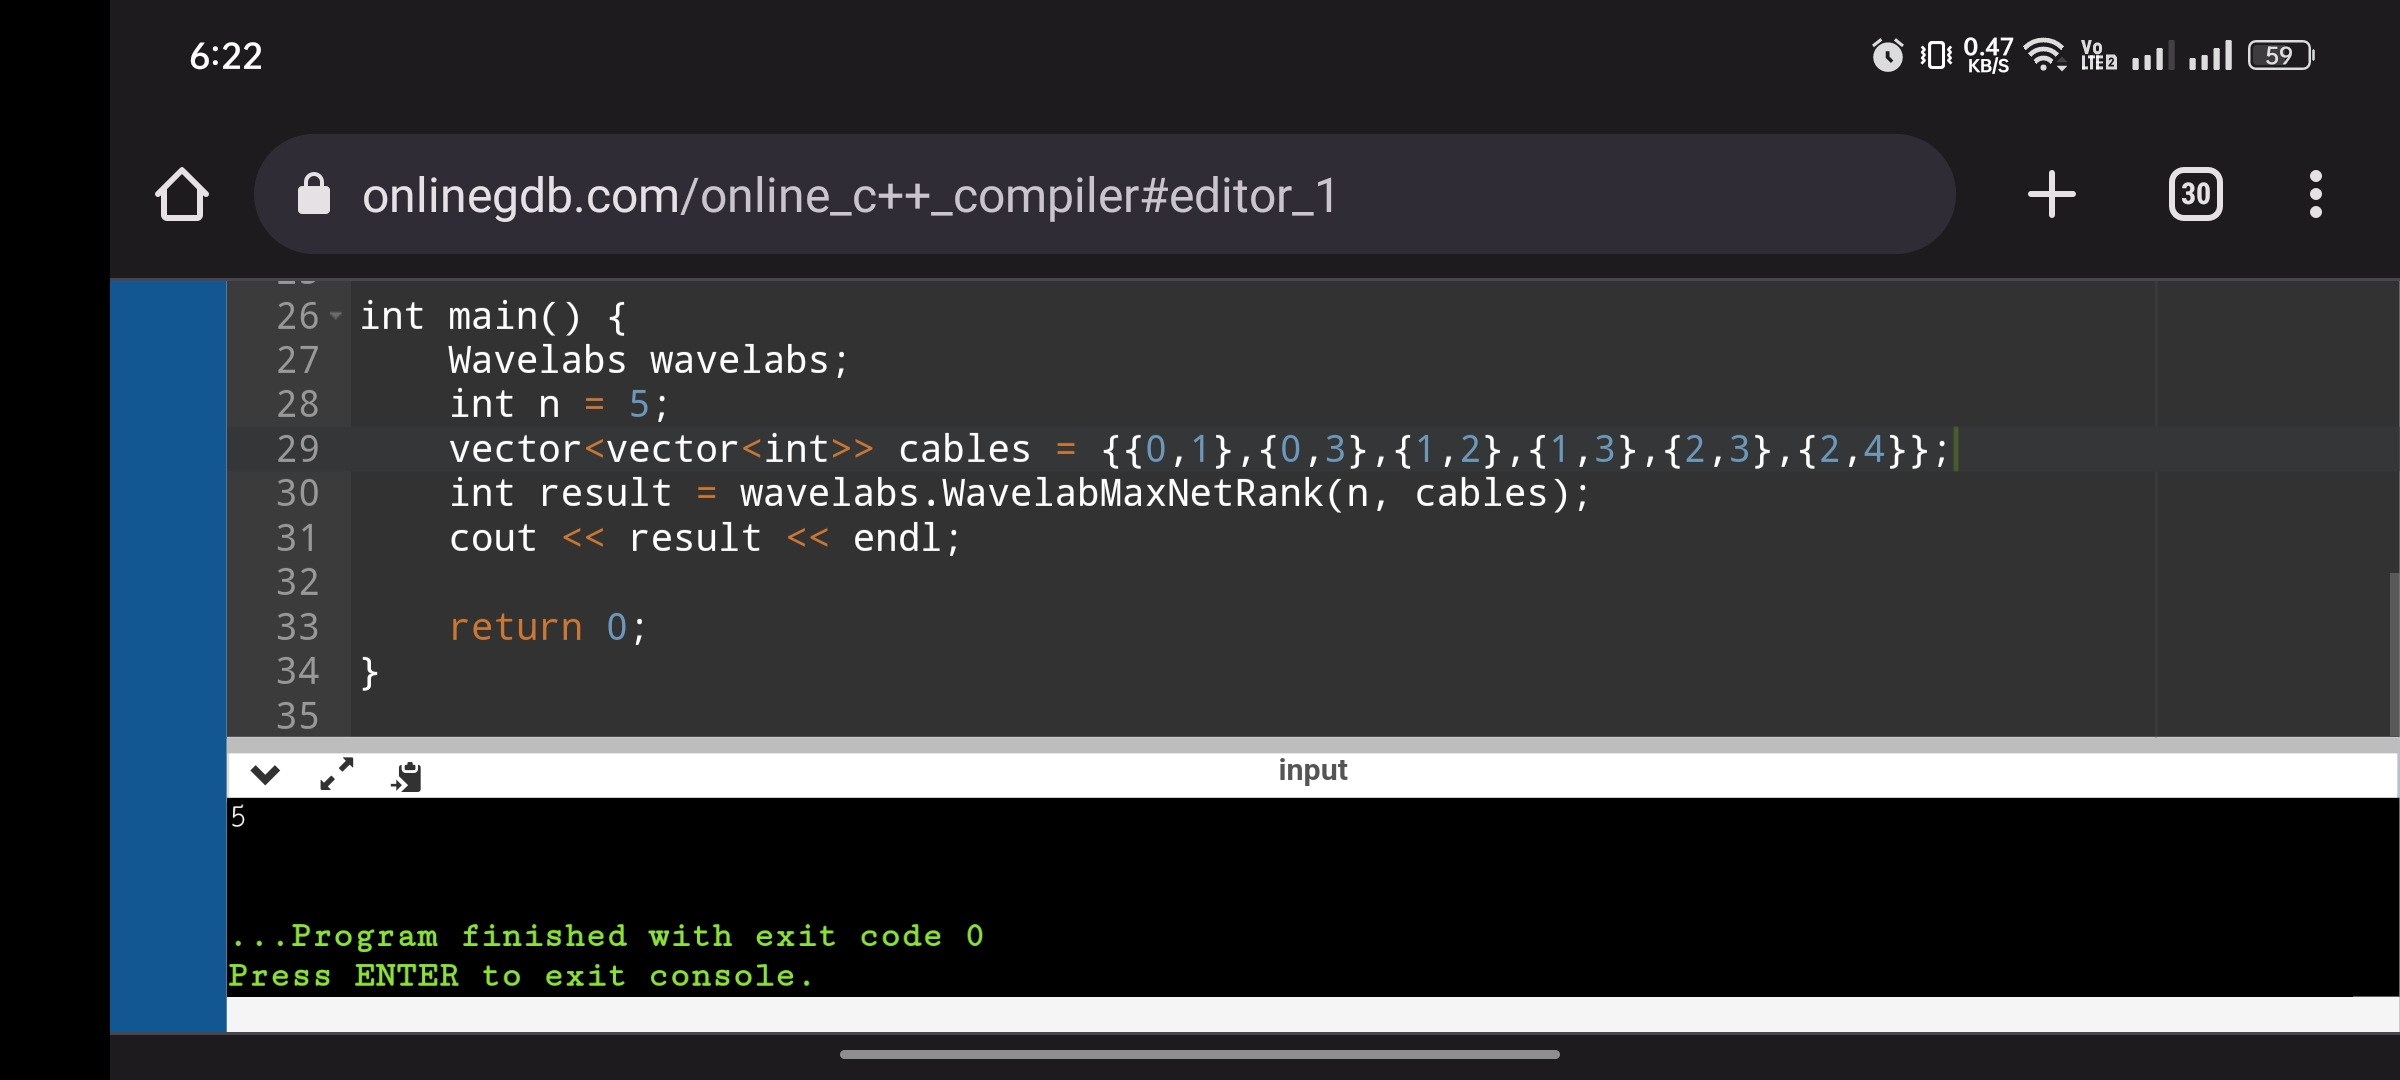 6:22
0.47 KB/S Vo LTE 2 59
onlinegdb.com/online_c++_compiler#editor_1
30
26 int main() {
27 Wavelabs wavelabs;
28 int n = 5;
29 vector<vector<int>> cables = {{0,1},{0,3},{1,2},{1,3},{2,3},{2,4}};
30 int result = wavelabs.WavelabMaxNetRank(n, cables);
31 cout << result << endl;
32
33 return 0;
34 }
35
input
5
...Program finished with exit code 0
Press ENTER to exit console.